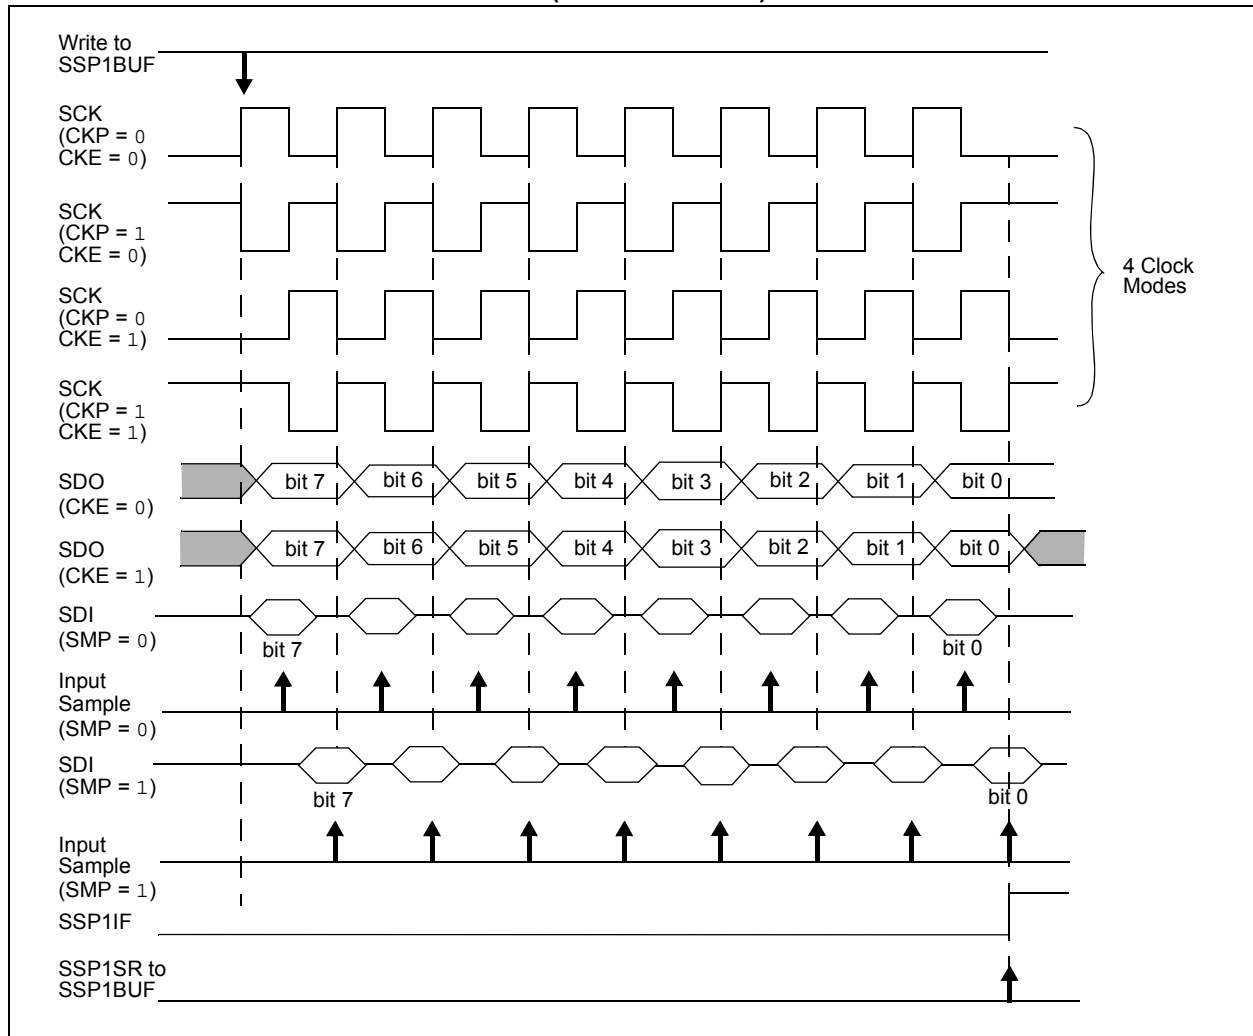 Write to
SSP1BUF
SCK
(CKP = 0
CKE = 0)
SCK
(CKP = 1
CKE = 0)
4 Clock
Modes
SCK
(CKP = 0
CKE = 1)
SCK
(CKP = 1
CKE = 1)
SDO
(CKE = 0)
bit 7 bit 6 bit 5 bit 4 bit 3 bit 2 bit 1 bit 0
SDO
(CKE = 1)
bit 7 bit 6 bit 5 bit 4 bit 3 bit 2 bit 1 bit 0
SDI
(SMP = 0)
bit 7 bit 0
Input
Sample
(SMP = 0)
SDI
(SMP = 1)
bit 7 bit 0
Input
Sample
(SMP = 1)
SSP1IF
SSP1SR to
SSP1BUF